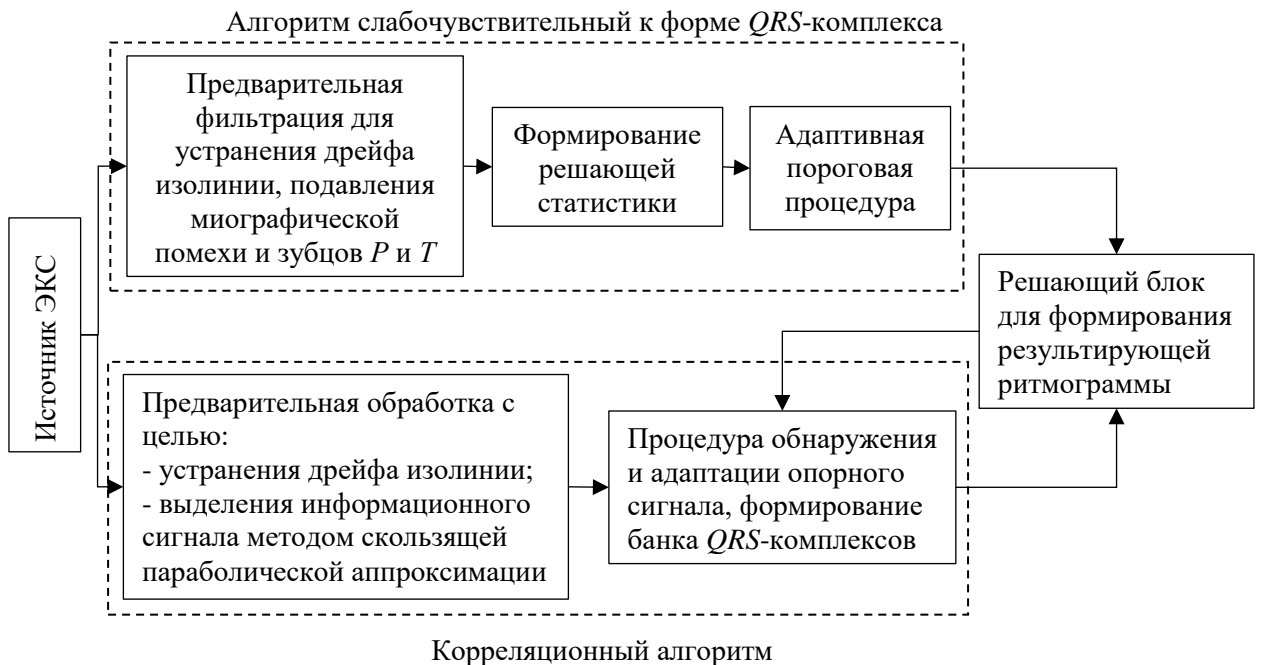 Алгоритм слабочувствительный к форме QRS-комплекса
Предварительная
фильтрация для
устранения дрейфа
изолинии, подавления
миографической
помехи и зубцов P и T
Формирование
решающей
статистики
Адаптивная
пороговая
процедура
Источник ЭКС
Решающий блок
для формирования
результирующей
ритмограммы
Предварительная обработка с
целью:
- устранения дрейфа изолинии;
- выделения информационного
сигнала методом скользящей
параболической аппроксимации
Процедура обнаружения
и адаптации опорного
сигнала, формирование
банка QRS-комплексов
Корреляционный алгоритм